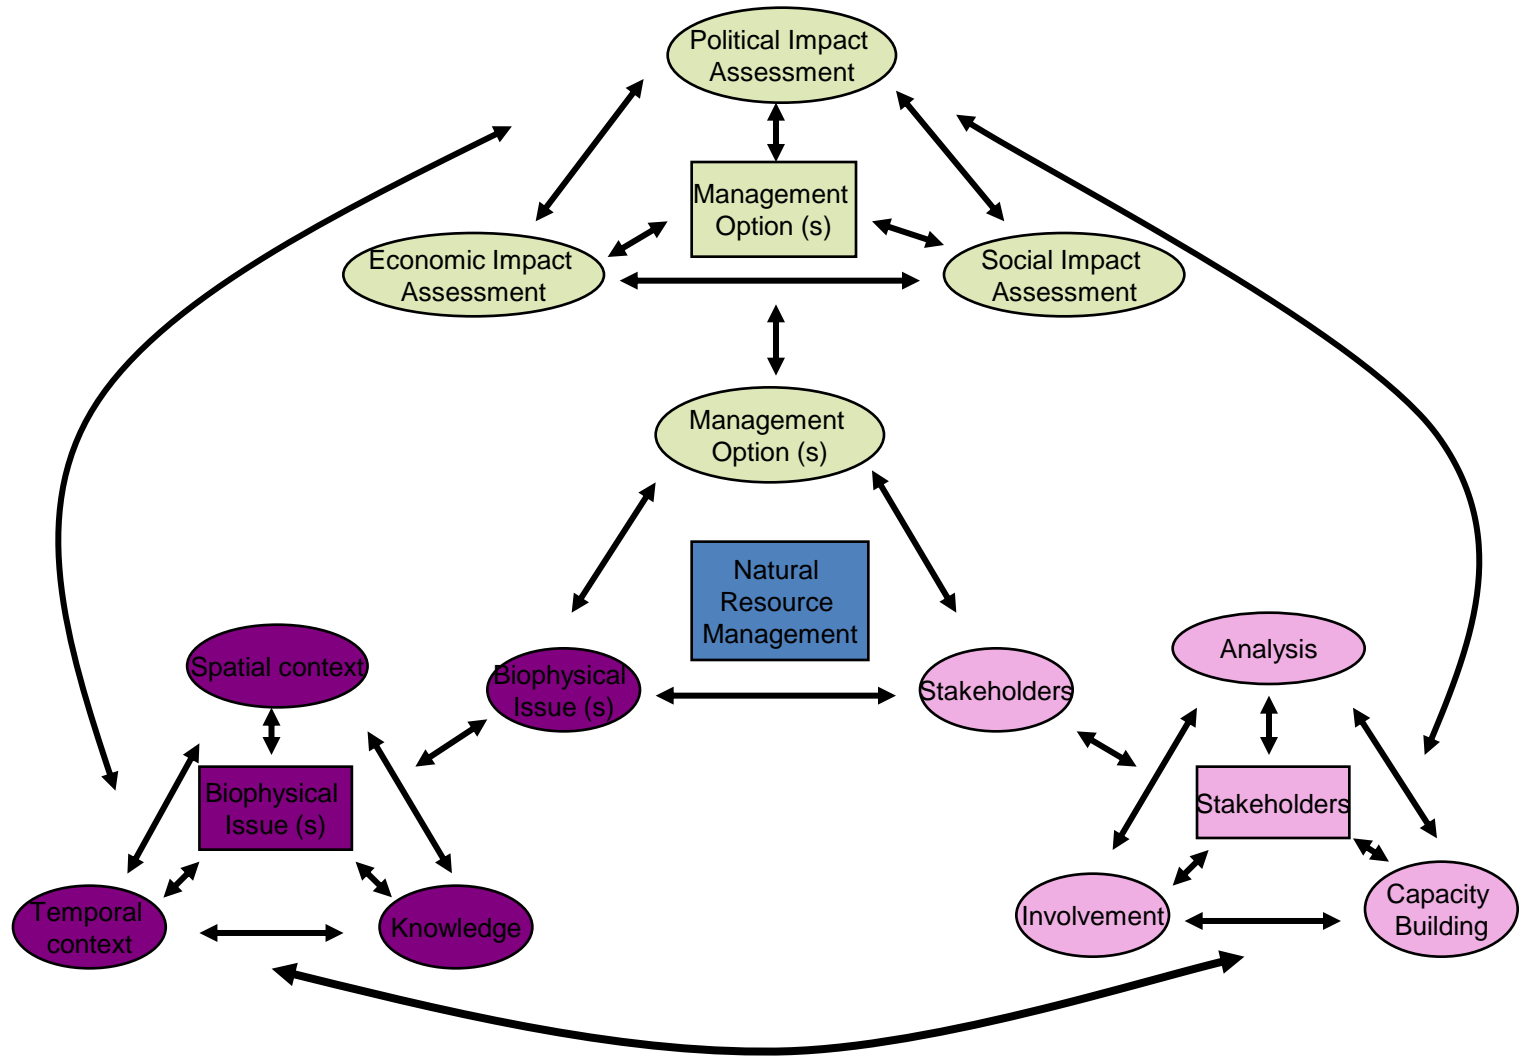 Political Impact
Assessment
Management
Option (s)
Economic Impact
Assessment
Social Impact
Assessment
Management
Option (s)
Natural
Resource
Management
Spatial context
Biophysical
Issue (s)
Stakeholders
Analysis
Biophysical
Issue (s)
Stakeholders
Temporal
context
Knowledge
Involvement
Capacity
Building